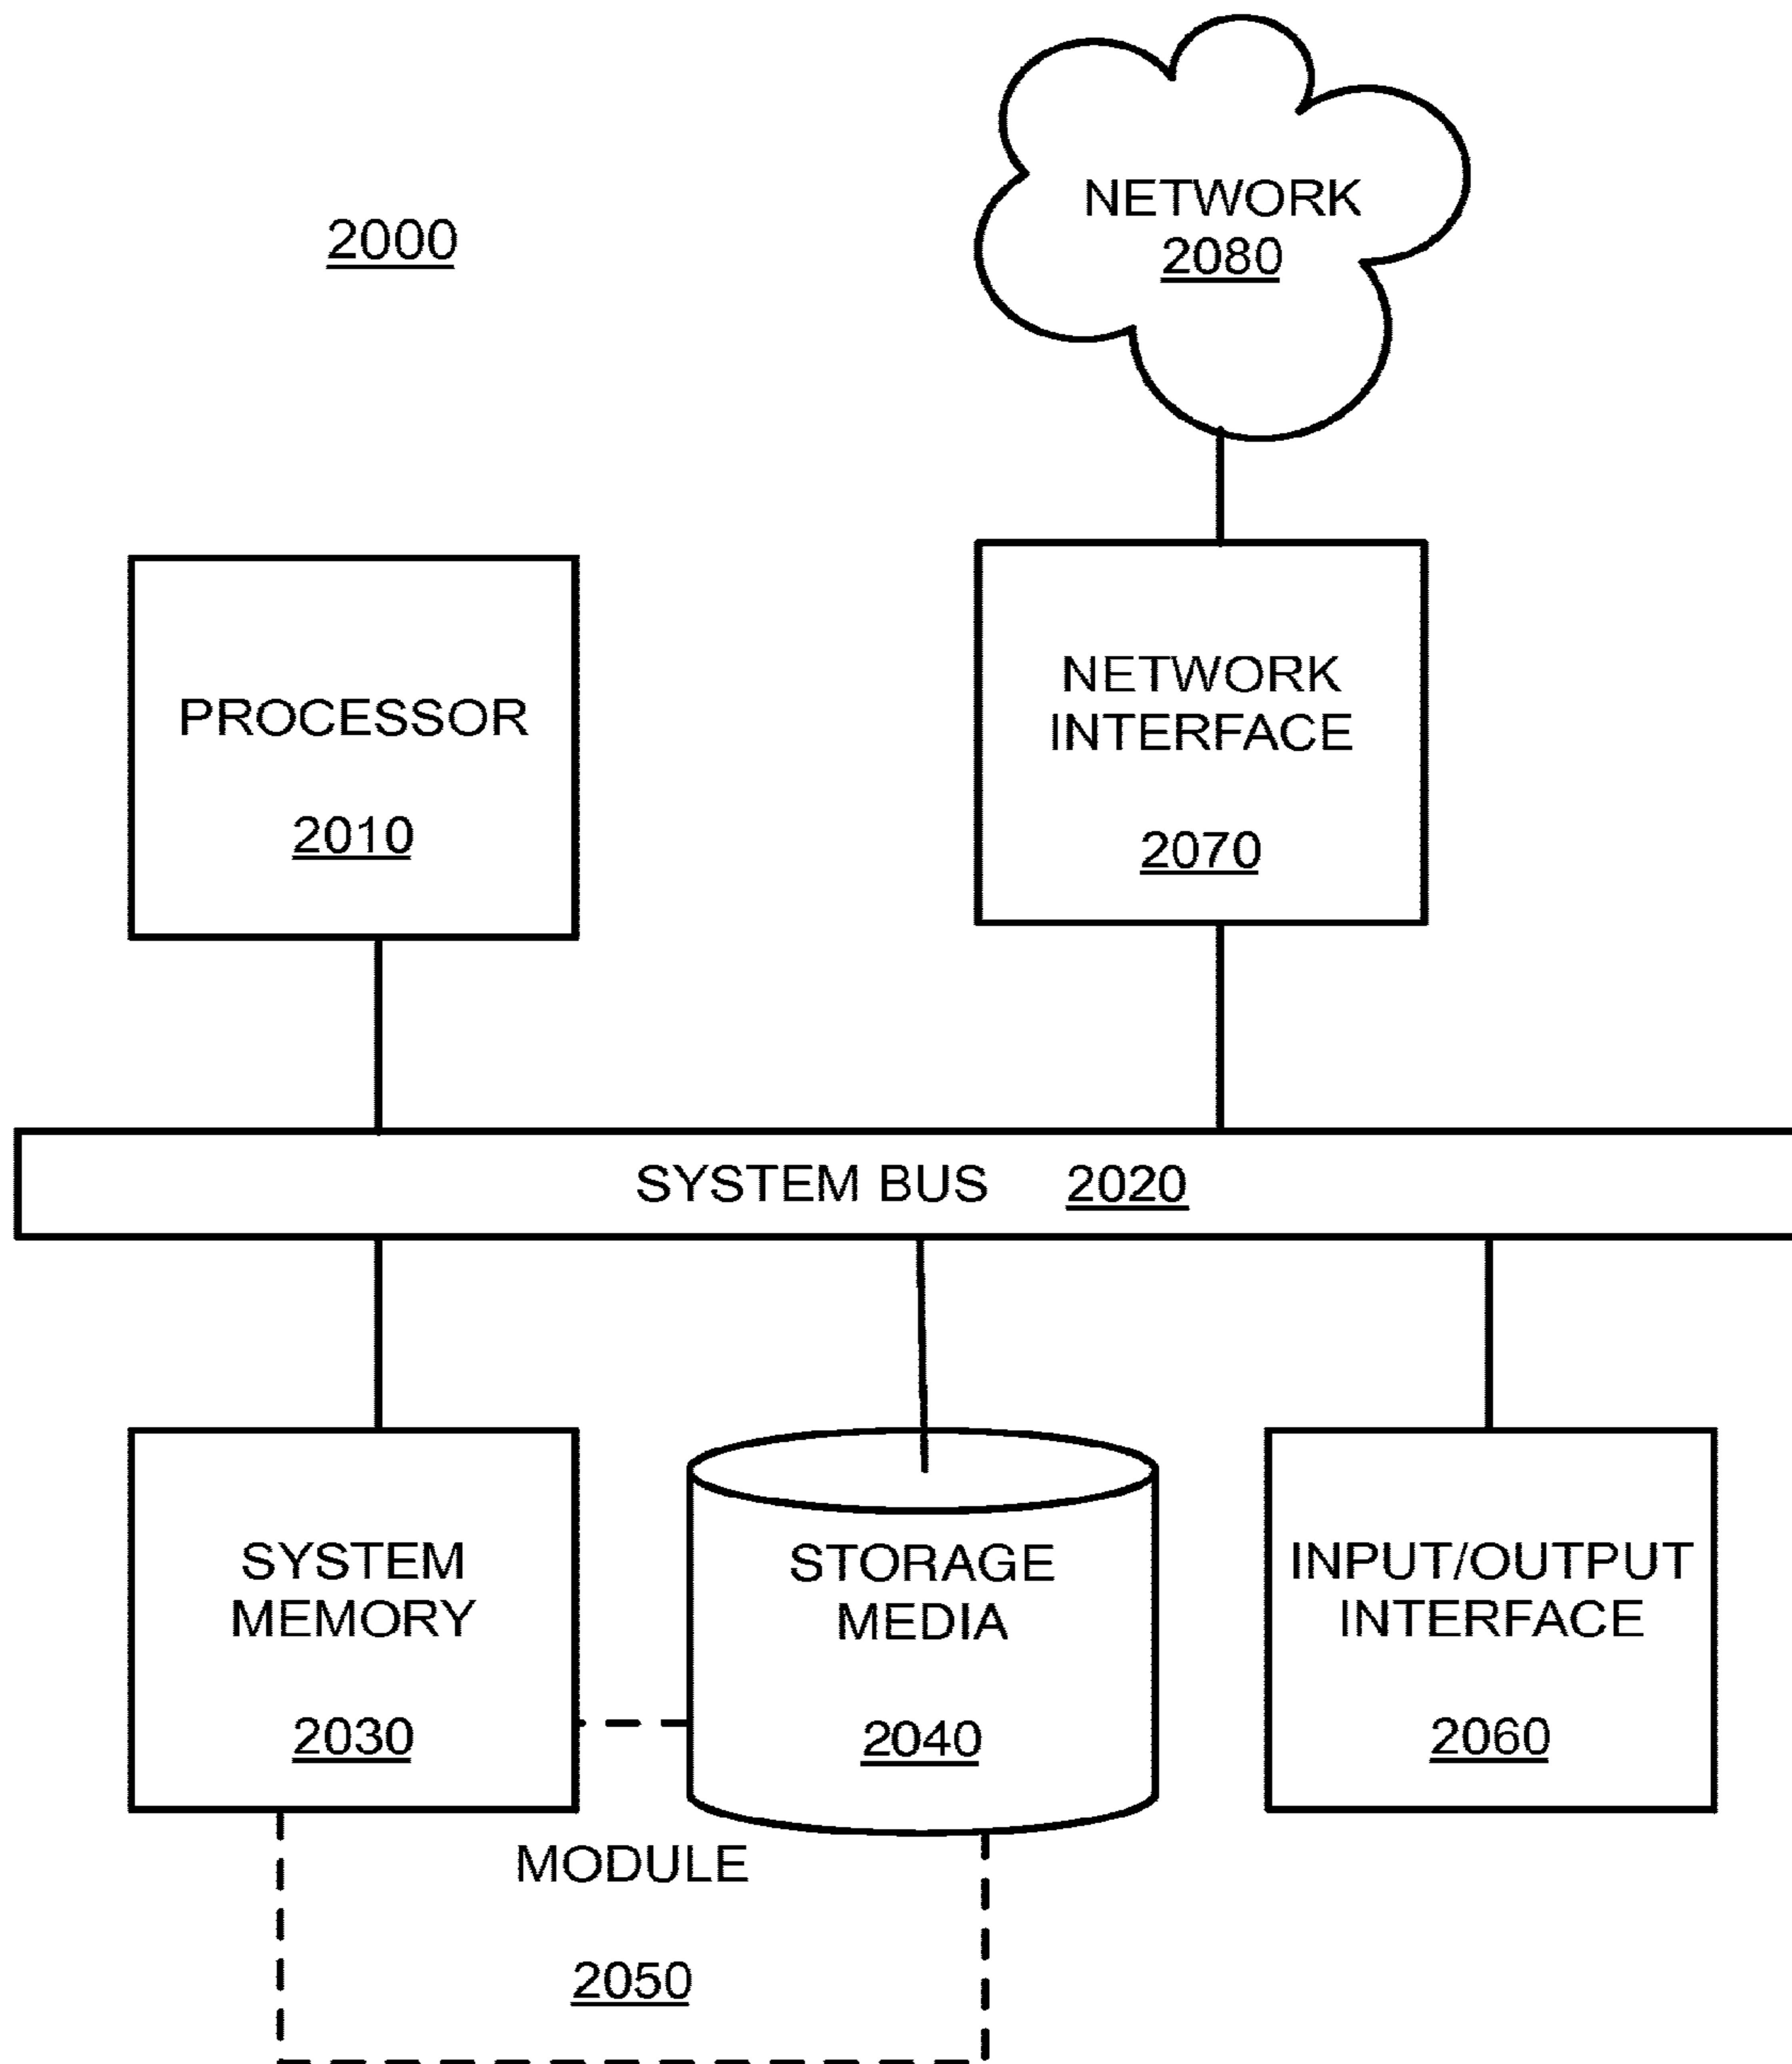 2000
NETWORK
2080
PROCESSOR
2010
NETWORK
INTERFACE
2070
SYSTEM BUS 2020
SYSTEM
MEMORY
2030
STORAGE
MEDIA
2040
INPUT/OUTPUT
INTERFACE
2060
MODULE
2050